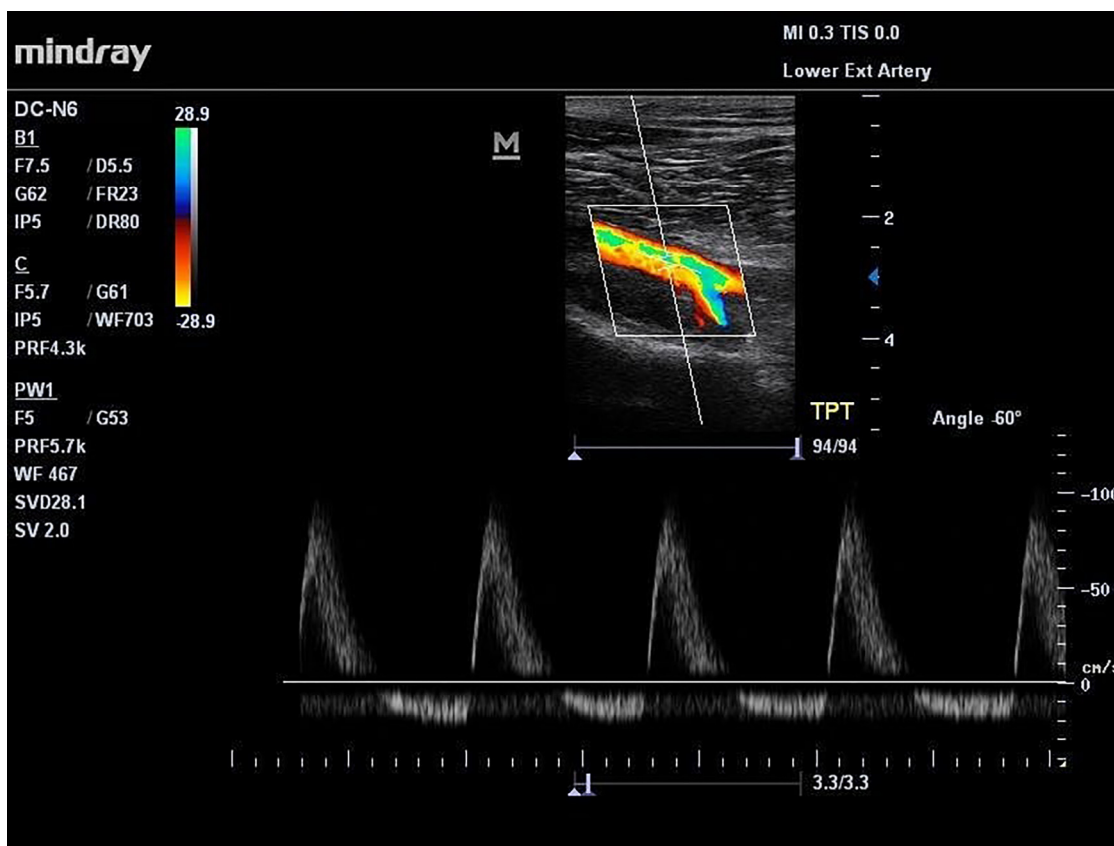 mindray
MI 0.3 TIS 0.0
Lower Ext Artery
DC-N6
B1
F7.5 / D5.5
G62 / FR23
IP5 / DR80
C
F5.7 / G61
IP5 / WF703
PRF4.3k
PW1
F5 / G53
PRF5.7k
WF 467
SVD28.1
SV 2.0
28.9
-28.9
M
2
4
TPT
Angle -60°
94/94
-100
-50
cm/s
0
3.3/3.3